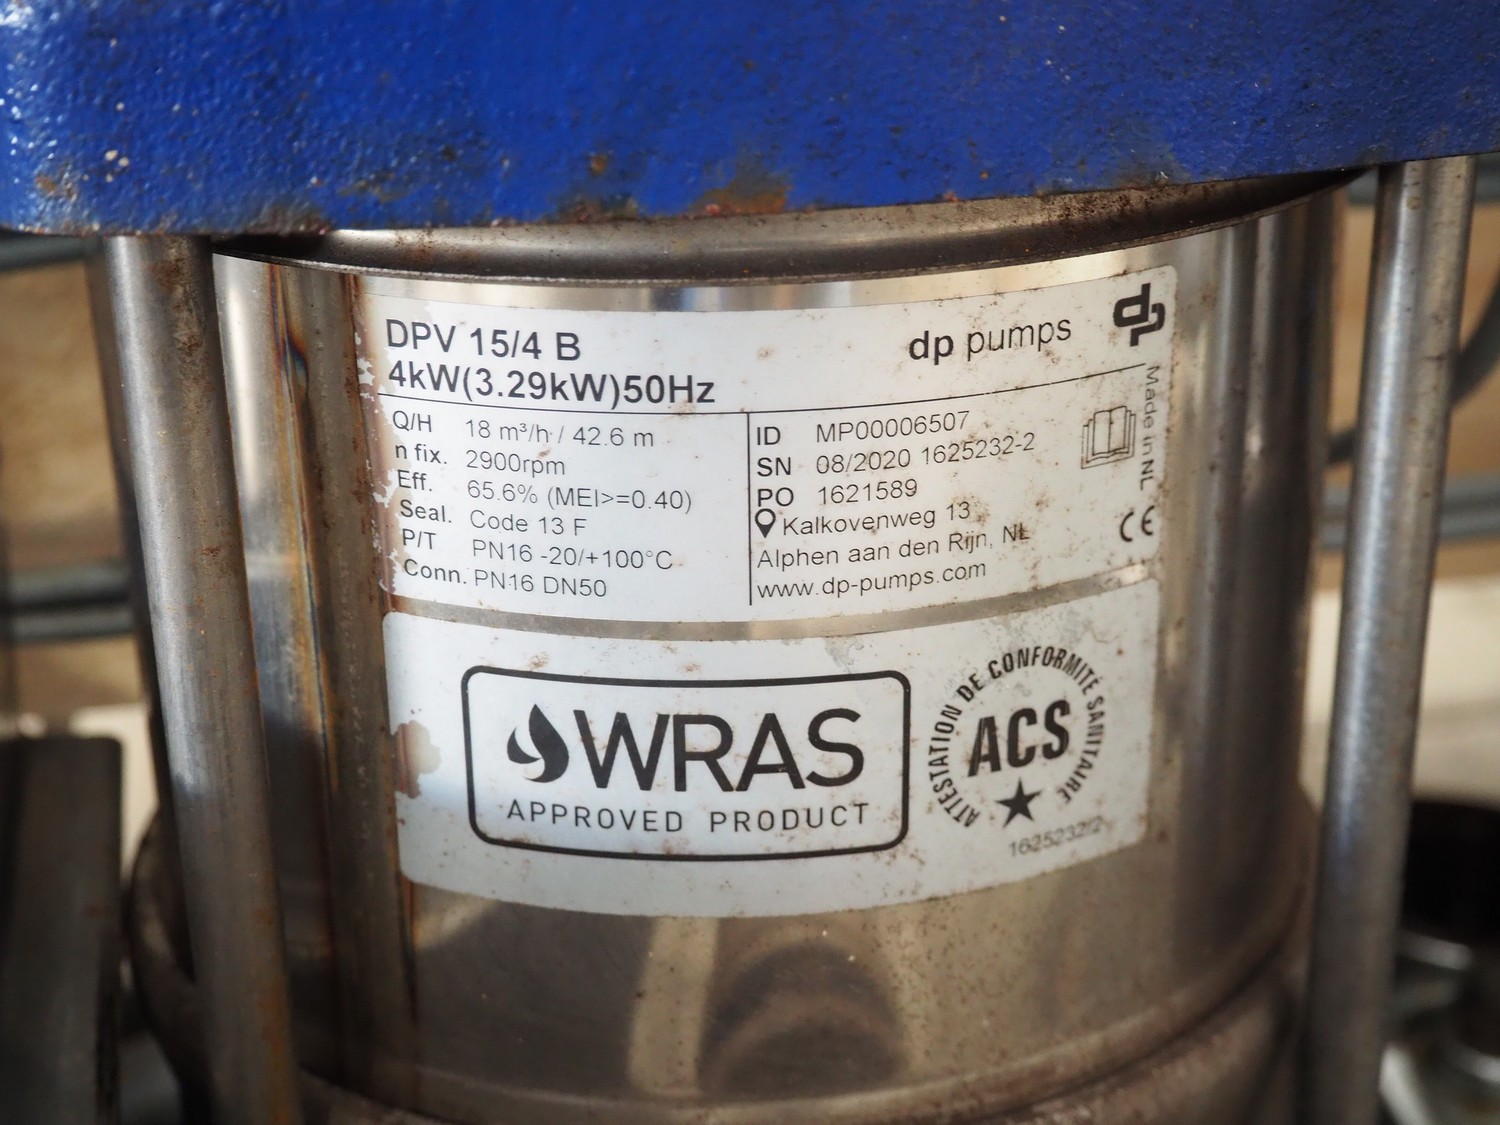 DPV 15/4 B
4kW(3.29kW)50Hz
dp pumps
dp
Q/H 18 m³/h / 42.6 m
n fix. 2900rpm
Eff. 65.6% (MEI>=0.40)
Seal. Code 13 F
P/T PN16 -20/+100°C
Conn. PN16 DN50
ID MP00006507
SN 08/2020 1625232-2
PO 1621589
Kalkovenweg 13
Alphen aan den Rijn, NL
www.dp-pumps.com
Made in NL
CE
WRAS
APPROVED PRODUCT
ATTESTATION DE CONFORMITÉ SANITAIRE
ACS
1625232/2